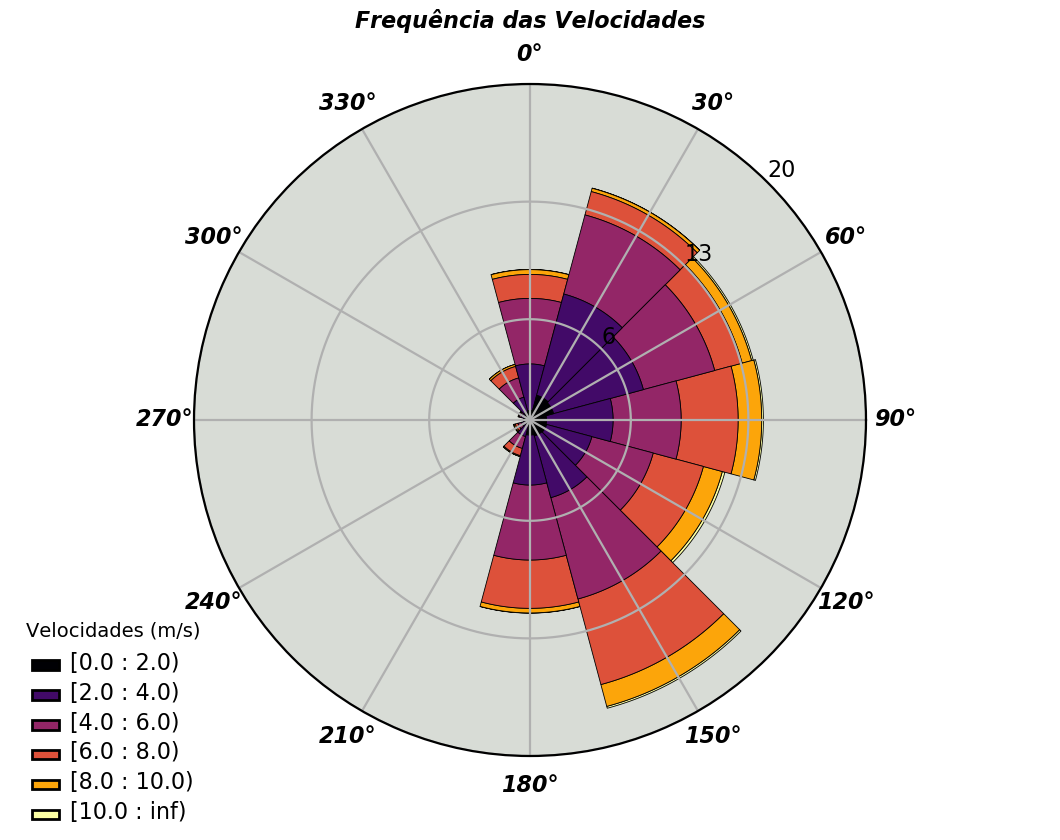 Frequência das Velocidades
0°
330°
30°
20
300°
60°
13
6
270°
90°
240°
120°
210°
150°
180°
Velocidades (m/s)
[0.0 : 2.0)
[2.0 : 4.0)
[4.0 : 6.0)
[6.0 : 8.0)
[8.0 : 10.0)
[10.0 : inf)